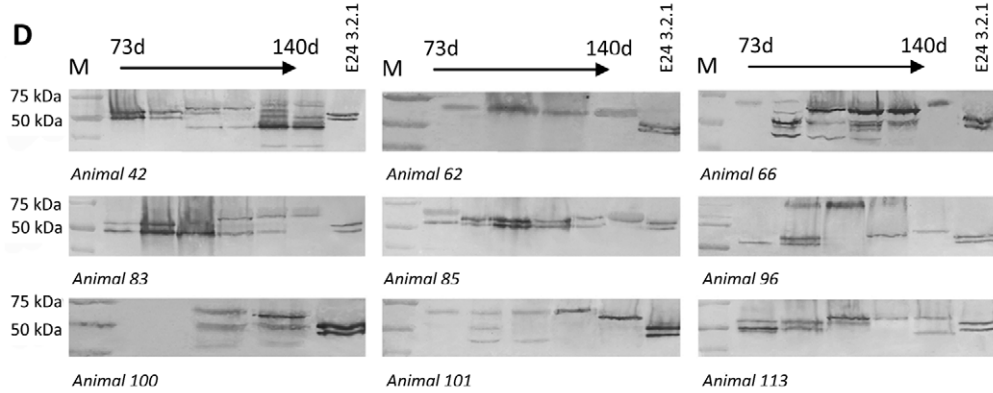 D
M 73d 140d E24 3.2.1
M 73d 140d E24 3.2.1
M 73d 140d E24 3.2.1
75 kDa
50 kDa
Animal 42 Animal 62 Animal 66
75 kDa
50 kDa
Animal 83 Animal 85 Animal 96
75 kDa
50 kDa
Animal 100 Animal 101 Animal 113